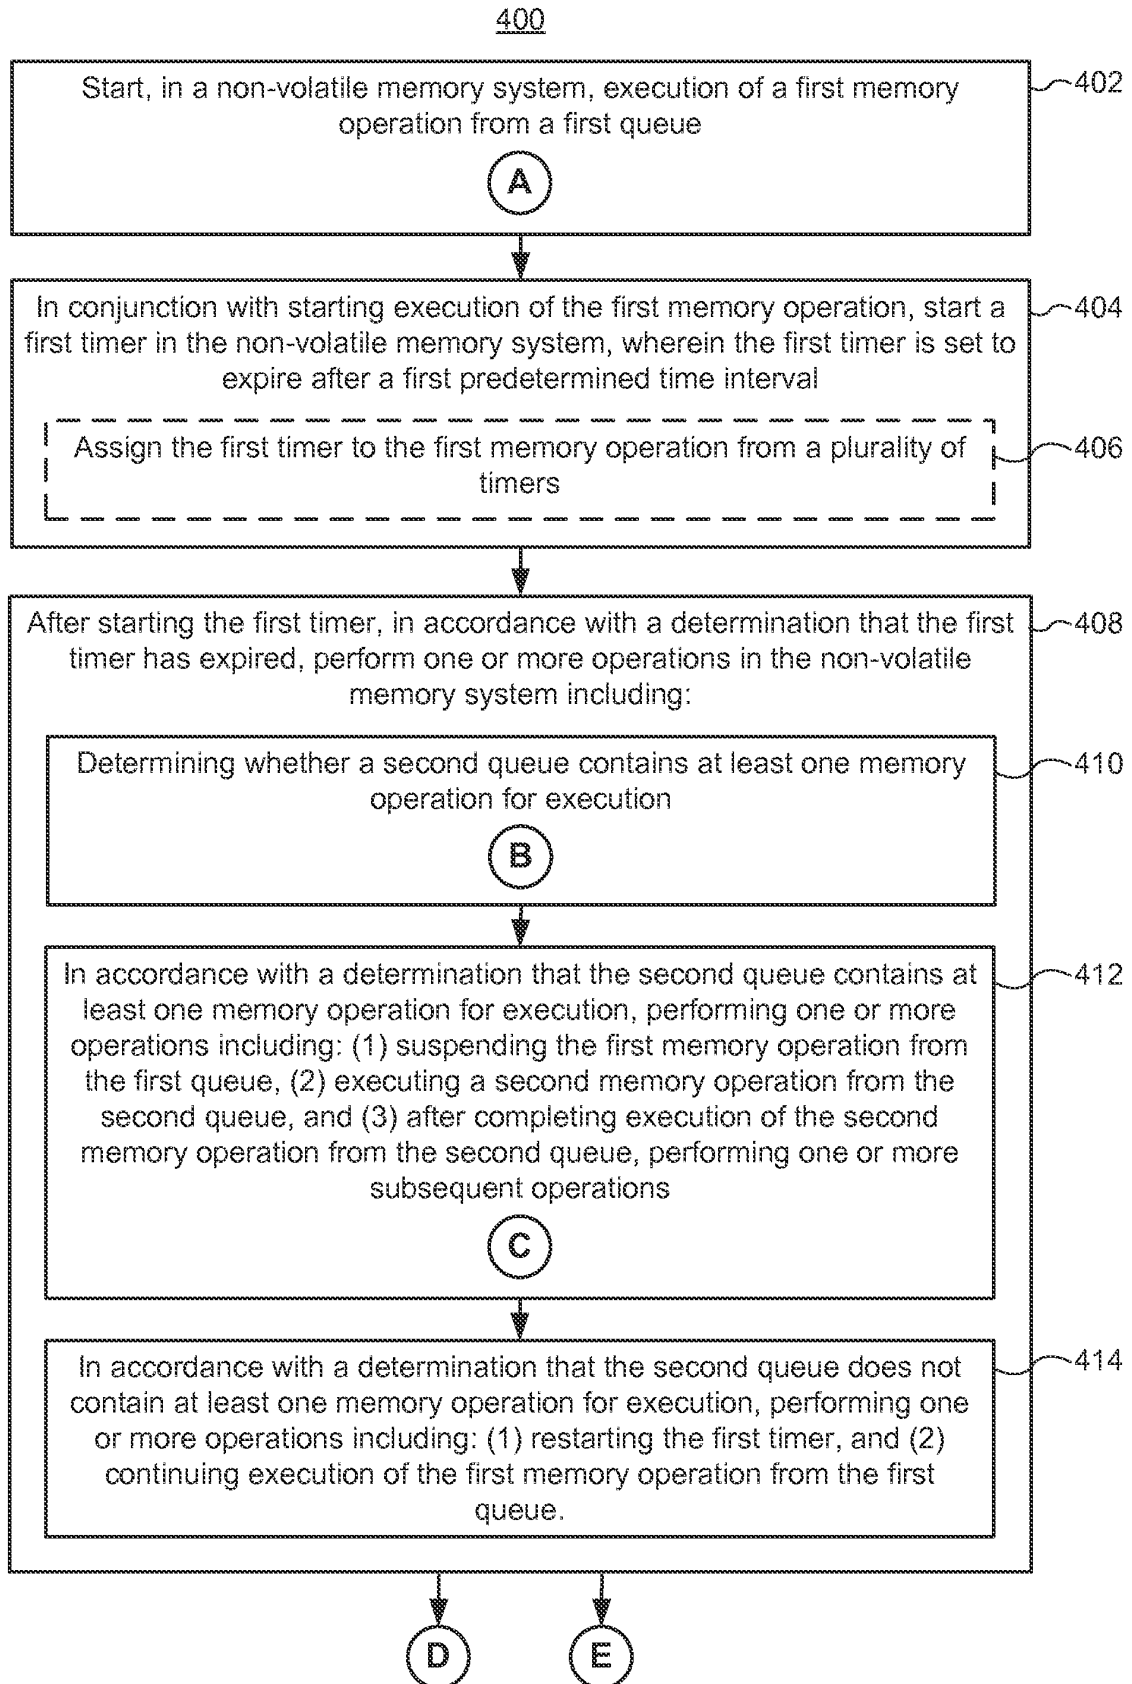 400
Start, in a non-volatile memory system, execution of a first memory
operation from a first queue
A
402
In conjunction with starting execution of the first memory operation, start a
first timer in the non-volatile memory system, wherein the first timer is set to
expire after a first predetermined time interval
404
Assign the first timer to the first memory operation from a plurality of
timers
406
After starting the first timer, in accordance with a determination that the first
timer has expired, perform one or more operations in the non-volatile
memory system including:
408
Determining whether a second queue contains at least one memory
operation for execution
B
410
In accordance with a determination that the second queue contains at
least one memory operation for execution, performing one or more
operations including: (1) suspending the first memory operation from
the first queue, (2) executing a second memory operation from the
second queue, and (3) after completing execution of the second
memory operation from the second queue, performing one or more
subsequent operations
C
412
In accordance with a determination that the second queue does not
contain at least one memory operation for execution, performing one
or more operations including: (1) restarting the first timer, and (2)
continuing execution of the first memory operation from the first
queue.
414
D
E